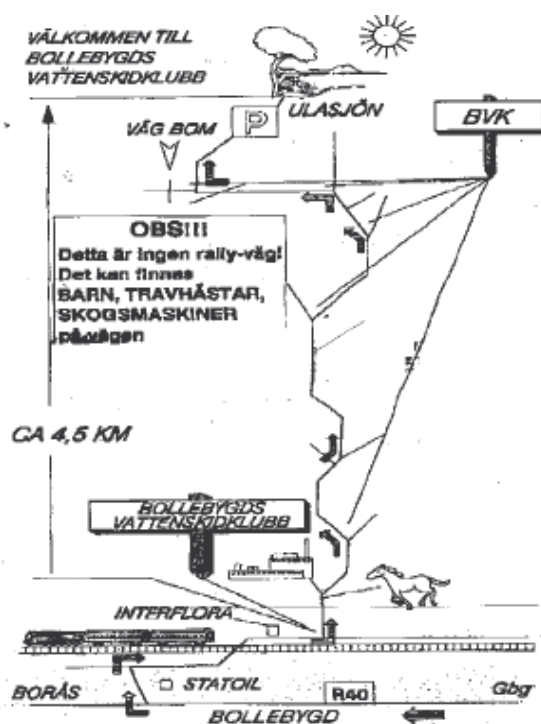 VÄLKOMMEN TILL
BOLLEBYGDS
VATTENSKIDKLUBB
P
ULASJÖN
BVK
VÄG BOM
OBS!!!
Detta är ingen rally-väg!
Det kan finnas
BARN, TRAVHÄSTAR,
SKOGSMASKINER
på vägen
CA 4,5 KM
BOLLEBYGDS
VATTENSKIDKLUBB
INTERFLORA
STATOIL
BORÅS
R40
Gbg
BOLLEBYGD